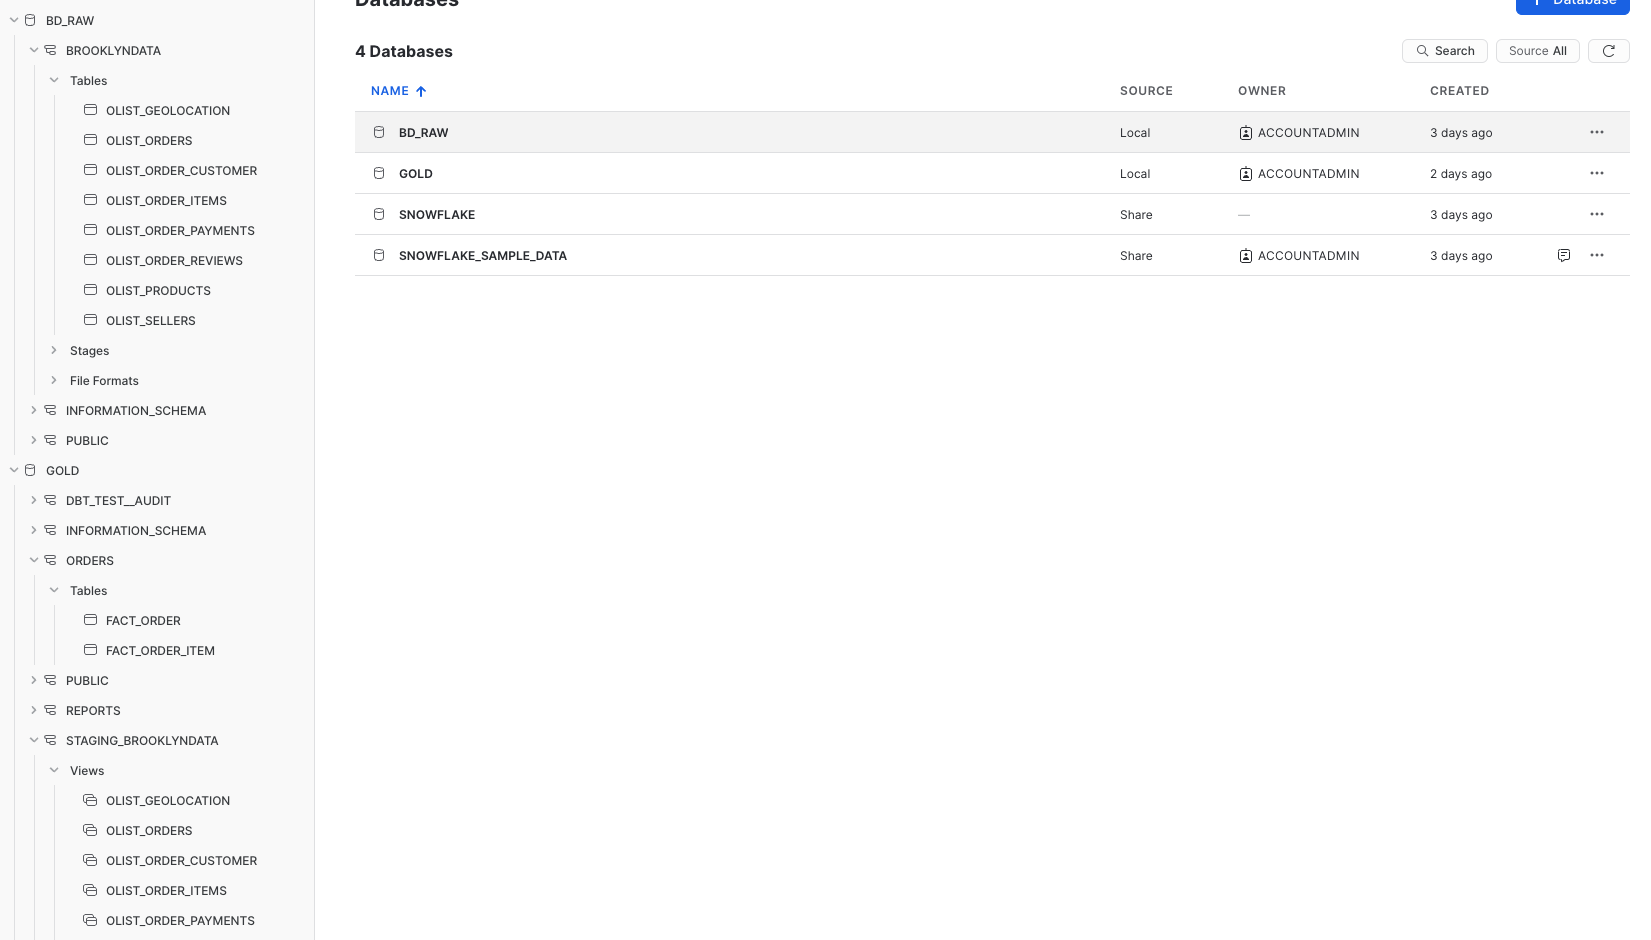 BD_RAW
BROOKLYNDATA
Tables
OLIST_GEOLOCATION
OLIST_ORDERS
OLIST_ORDER_CUSTOMER
OLIST_ORDER_ITEMS
OLIST_ORDER_PAYMENTS
OLIST_ORDER_REVIEWS
OLIST_PRODUCTS
OLIST_SELLERS
Stages
File Formats
INFORMATION_SCHEMA
PUBLIC
GOLD
DBT_TEST__AUDIT
INFORMATION_SCHEMA
ORDERS
Tables
FACT_ORDER
FACT_ORDER_ITEM
PUBLIC
REPORTS
STAGING_BROOKLYNDATA
Views
OLIST_GEOLOCATION
OLIST_ORDERS
OLIST_ORDER_CUSTOMER
OLIST_ORDER_ITEMS
OLIST_ORDER_PAYMENTS
Databases
Database
4 Databases
Search
Source All
NAME SOURCE OWNER CREATED
BD_RAW Local ACCOUNTADMIN 3 days ago
GOLD Local ACCOUNTADMIN 2 days ago
SNOWFLAKE Share — 3 days ago
SNOWFLAKE_SAMPLE_DATA Share ACCOUNTADMIN 3 days ago